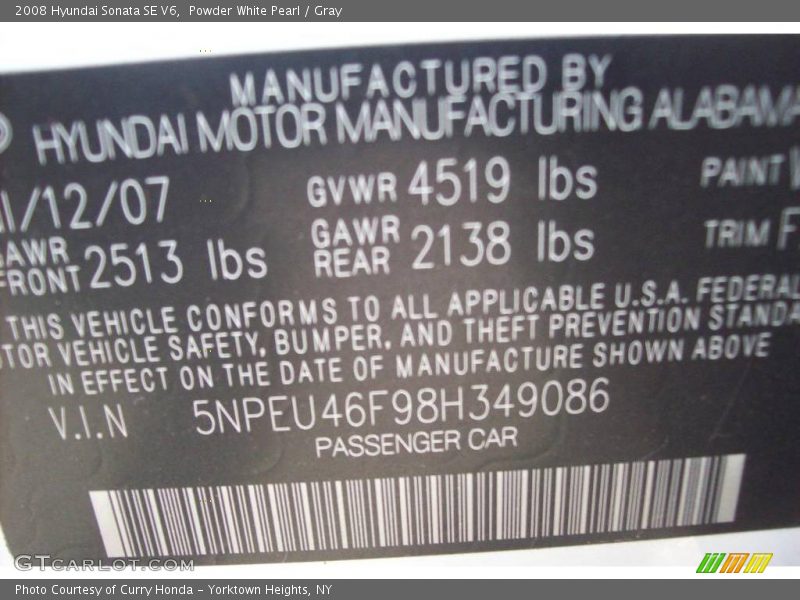 2008 Hyundai Sonata SE V6, Powder White Pearl / Gray
MANUFACTURED BY
HYUNDAI MOTOR MANUFACTURING ALABAMA
1/12/07 GVWR 4519 lbs PAINT
GAWR FRONT 2513 lbs GAWR REAR 2138 lbs TRIM F
THIS VEHICLE CONFORMS TO ALL APPLICABLE U.S.A. FEDERAL
OTOR VEHICLE SAFETY, BUMPER, AND THEFT PREVENTION STANDA
IN EFFECT ON THE DATE OF MANUFACTURE SHOWN ABOVE
V.I.N 5NPEU46F98H349086
PASSENGER CAR
GTcarlot.com
Photo Courtesy of Curry Honda - Yorktown Heights, NY